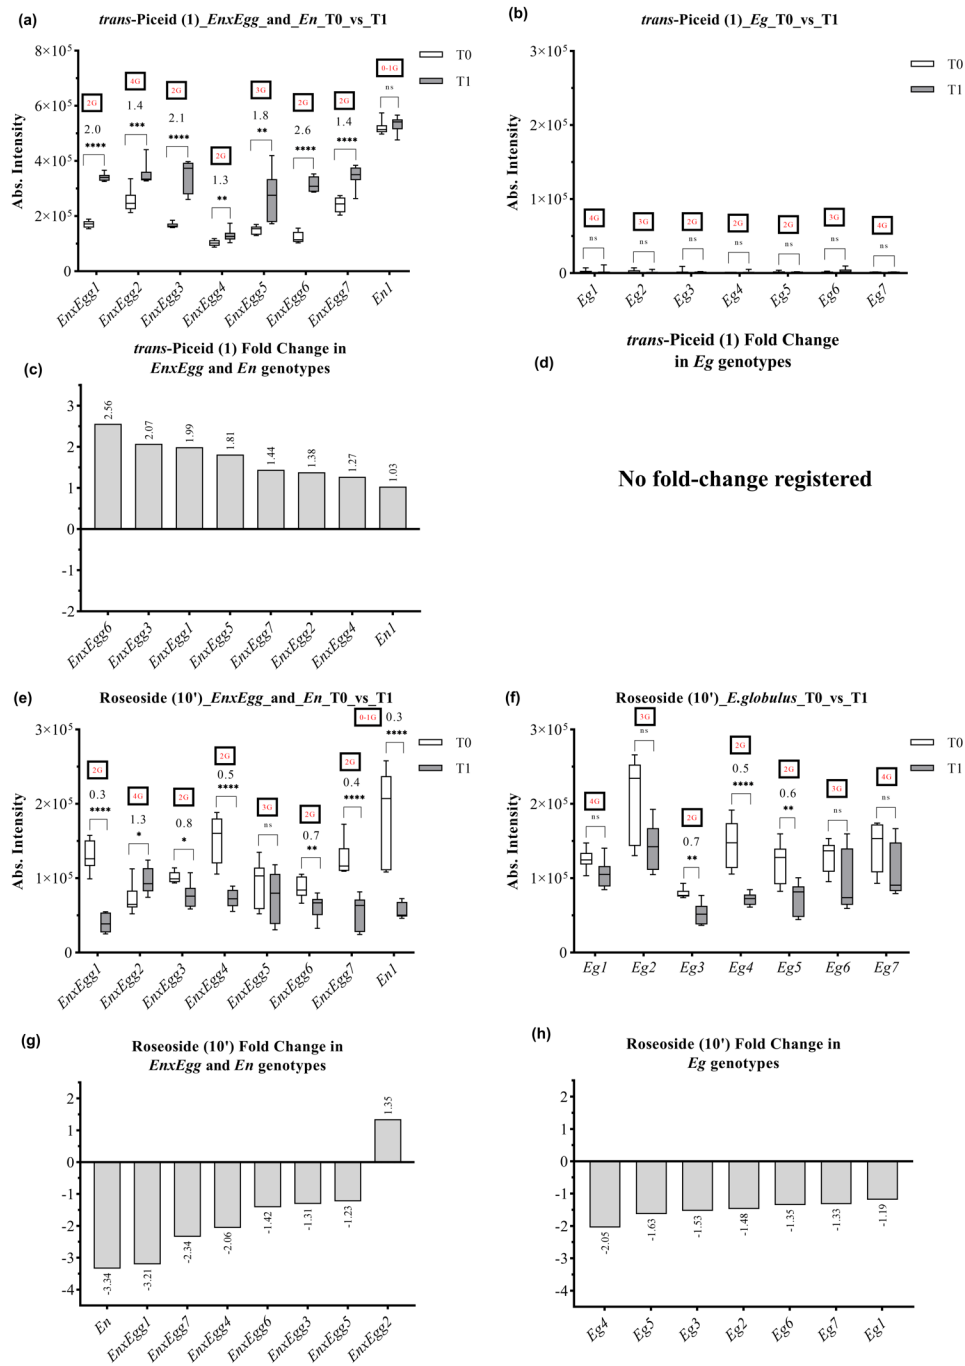 (a)
trans-Piceid (1)_EnxEgg_and_En_T0_vs_T1
Abs. Intensity
8×10⁵
6×10⁵
4×10⁵
2×10⁵
0
2G
2.0
****
4G
1.4
***
2G
2.1
****
2G
1.3
**
3G
1.8
**
2G
2.6
****
2G
1.4
****
0-1G
ns
T0
T1
EnxEgg1
EnxEgg2
EnxEgg3
EnxEgg4
EnxEgg5
EnxEgg6
EnxEgg7
En1
(b)
trans-Piceid (1)_Eg_T0_vs_T1
Abs. Intensity
3×10⁵
2×10⁵
1×10⁵
0
4G
ns
3G
ns
2G
ns
2G
ns
2G
ns
3G
ns
4G
ns
T0
T1
Eg1
Eg2
Eg3
Eg4
Eg5
Eg6
Eg7
(c)
trans-Piceid (1) Fold Change in
EnxEgg and En genotypes
3
2
1
0
-1
-2
2.56
2.07
1.99
1.81
1.44
1.38
1.27
1.03
EnxEgg6
EnxEgg3
EnxEgg1
EnxEgg5
EnxEgg7
EnxEgg2
EnxEgg4
En1
(d)
trans-Piceid (1) Fold Change
in Eg genotypes
No fold-change registered
(e)
Roseoside (10')_EnxEgg_and_En_T0_vs_T1
Abs. Intensity
3×10⁵
2×10⁵
1×10⁵
0
2G
0.3
****
4G
1.3
*
2G
0.8
*
2G
0.5
****
3G
ns
2G
0.7
**
2G
0.4
****
0-1G
0.3
****
T0
T1
EnxEgg1
EnxEgg2
EnxEgg3
EnxEgg4
EnxEgg5
EnxEgg6
EnxEgg7
En1
(f)
Roseoside (10')_E.globulus_T0_vs_T1
Abs. Intensity
3×10⁵
2×10⁵
1×10⁵
0
4G
ns
3G
ns
2G
0.7
**
2G
0.5
****
2G
0.6
**
3G
ns
4G
ns
T0
T1
Eg1
Eg2
Eg3
Eg4
Eg5
Eg6
Eg7
(g)
Roseoside (10') Fold Change in
EnxEgg and En genotypes
2
1
0
-1
-2
-3
-4
-3.34
-3.21
-2.34
-2.06
-1.42
-1.31
-1.23
1.35
En
EnxEgg1
EnxEgg7
EnxEgg4
EnxEgg6
EnxEgg3
EnxEgg5
EnxEgg2
(h)
Roseoside (10') Fold Change in
Eg genotypes
2
1
0
-1
-2
-3
-4
-2.05
-1.63
-1.53
-1.48
-1.35
-1.33
-1.19
Eg4
Eg5
Eg3
Eg2
Eg6
Eg7
Eg1